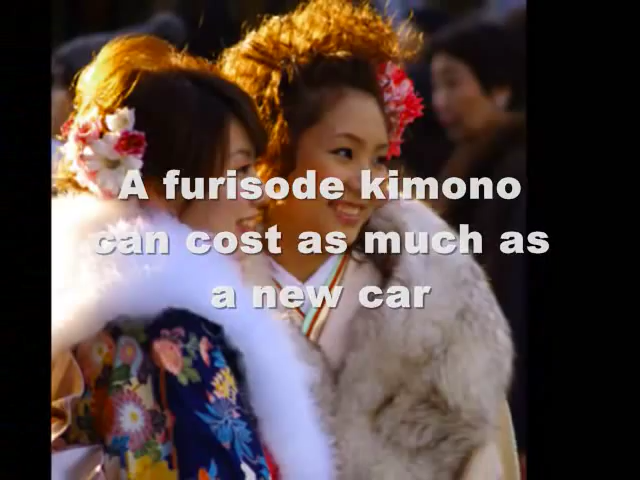 A furisode kimono
can cost as much as
a new car